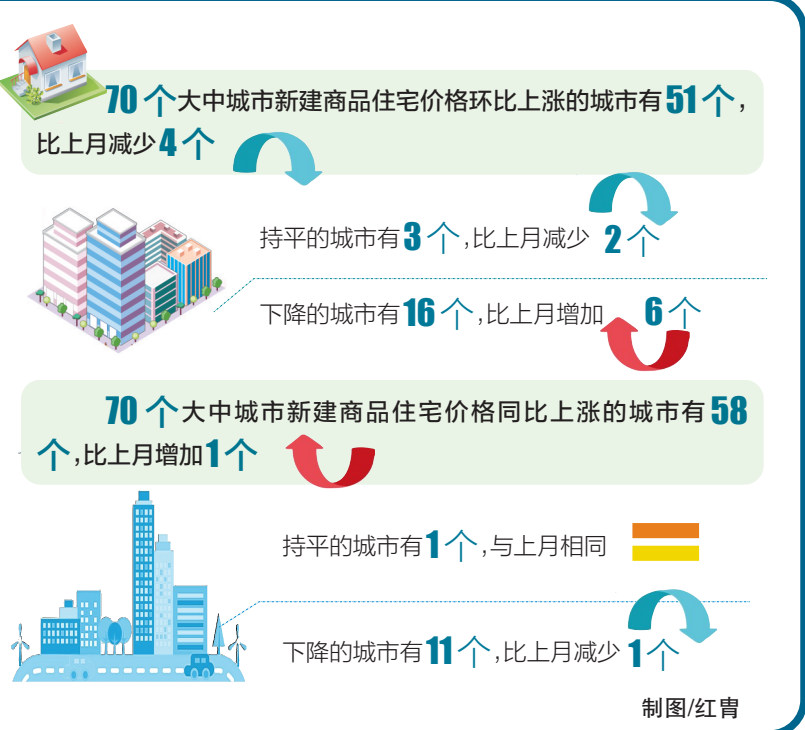 70个大中城市新建商品住宅价格环比上涨的城市有51个，
比上月减少4个
持平的城市有3个，比上月减少 2个
下降的城市有16个，比上月增加 6个
70个大中城市新建商品住宅价格同比上涨的城市有58
个，比上月增加1个
持平的城市有1个，与上月相同
下降的城市有11个，比上月减少 1个
制图/红胄